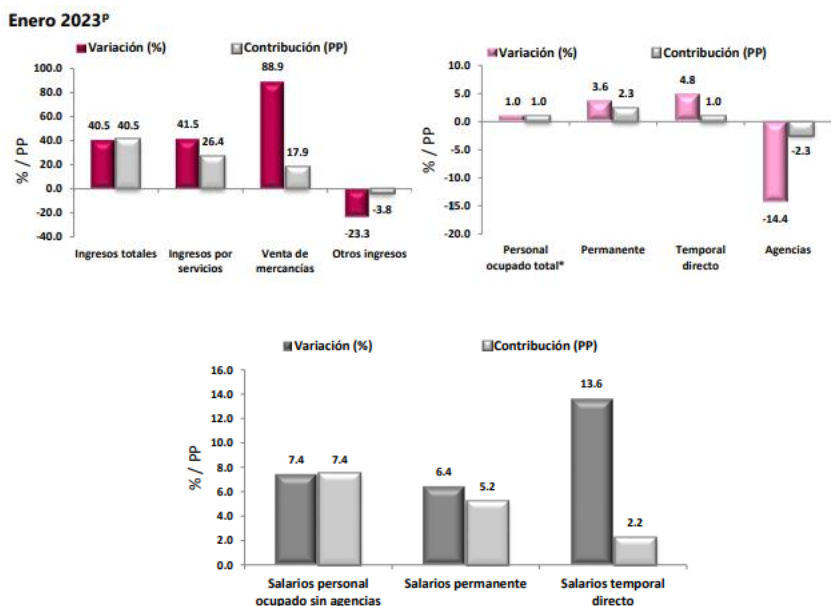 Enero 2023ᵖ
Variación (%) Contribución (PP)
% / PP
100.0
80.0
60.0
40.0
20.0
0.0
-20.0
-40.0
40.5 40.5
41.5 26.4
88.9 17.9
-23.3 -3.8
Ingresos totales
Ingresos por
servicios
Venta de
mercancías
Otros ingresos
Variación (%) Contribución (PP)
% / PP
10.0
5.0
0.0
-5.0
-10.0
-15.0
-20.0
1.0 1.0
3.6 2.3
4.8 1.0
-14.4 -2.3
Personal
ocupado total*
Permanente
Temporal
directo
Agencias
Variación (%) Contribución (PP)
% / PP
16.0
14.0
12.0
10.0
8.0
6.0
4.0
2.0
0.0
7.4 7.4
6.4 5.2
13.6 2.2
Salarios personal
ocupado sin agencias
Salarios permanente
Salarios temporal
directo